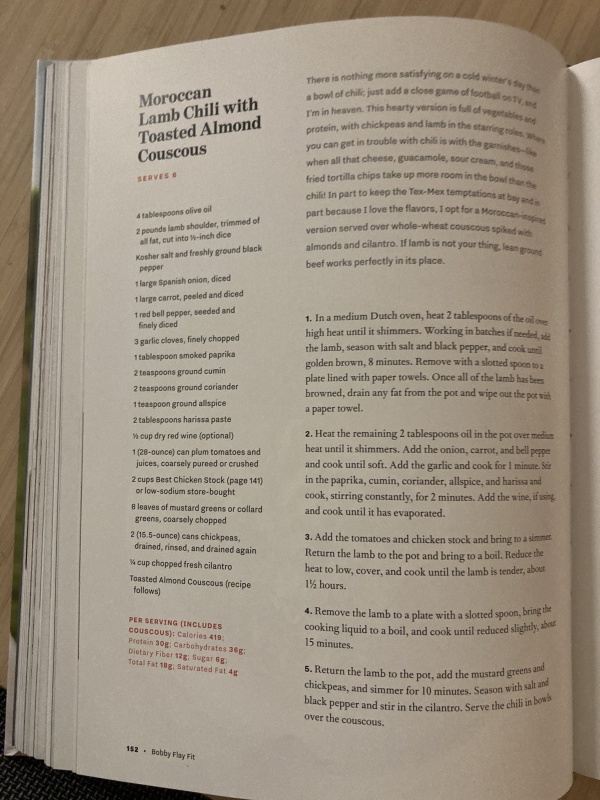 Moroccan
Lamb Chili with
Toasted Almond
Couscous
SERVES 6
4 tablespoons olive oil
2 pounds lamb shoulder, trimmed of
all fat, cut into ½-inch dice
Kosher salt and freshly ground black
pepper
1 large Spanish onion, diced
1 large carrot, peeled and diced
1 red bell pepper, seeded and
finely diced
3 garlic cloves, finely chopped
1 tablespoon smoked paprika
2 teaspoons ground cumin
2 teaspoons ground coriander
1 teaspoon ground allspice
2 tablespoons harissa paste
½ cup dry red wine (optional)
1 (28-ounce) can plum tomatoes and
juices, coarsely pureed or crushed
2 cups Best Chicken Stock (page 141)
or low-sodium store-bought
8 leaves of mustard greens or collard
greens, coarsely chopped
2 (15.5-ounce) cans chickpeas,
drained, rinsed, and drained again
¼ cup chopped fresh cilantro
Toasted Almond Couscous (recipe
follows)
PER SERVING (INCLUDES
COUSCOUS): Calories 419;
Protein 30g; Carbohydrates 36g;
Dietary Fiber 12g; Sugar 6g;
Total Fat 18g; Saturated Fat 4g
There is nothing more satisfying on a cold winter's day than
a bowl of chili; just add a close game of football on TV, and
I'm in heaven. This hearty version is full of vegetables and
protein, with chickpeas and lamb in the starring roles. Where
you can get in trouble with chili is with the garnishes—like
when all that cheese, guacamole, sour cream, and those
fried tortilla chips take up more room in the bowl than the
chili! In part to keep the Tex-Mex temptations at bay and in
part because I love the flavors, I opt for a Moroccan-inspired
version served over whole-wheat couscous spiked with
almonds and cilantro. If lamb is not your thing, lean ground
beef works perfectly in its place.
1. In a medium Dutch oven, heat 2 tablespoons of the oil over
high heat until it shimmers. Working in batches if needed, add
the lamb, season with salt and black pepper, and cook until
golden brown, 8 minutes. Remove with a slotted spoon to a
plate lined with paper towels. Once all of the lamb has been
browned, drain any fat from the pot and wipe out the pot with
a paper towel.
2. Heat the remaining 2 tablespoons oil in the pot over medium
heat until it shimmers. Add the onion, carrot, and bell pepper
and cook until soft. Add the garlic and cook for 1 minute. Stir
in the paprika, cumin, coriander, allspice, and harissa and
cook, stirring constantly, for 2 minutes. Add the wine, if using,
and cook until it has evaporated.
3. Add the tomatoes and chicken stock and bring to a simmer.
Return the lamb to the pot and bring to a boil. Reduce the
heat to low, cover, and cook until the lamb is tender, about
1½ hours.
4. Remove the lamb to a plate with a slotted spoon, bring the
cooking liquid to a boil, and cook until reduced slightly, about
15 minutes.
5. Return the lamb to the pot, add the mustard greens and
chickpeas, and simmer for 10 minutes. Season with salt and
black pepper and stir in the cilantro. Serve the chili in bowls
over the couscous.
152 • Bobby Flay Fit